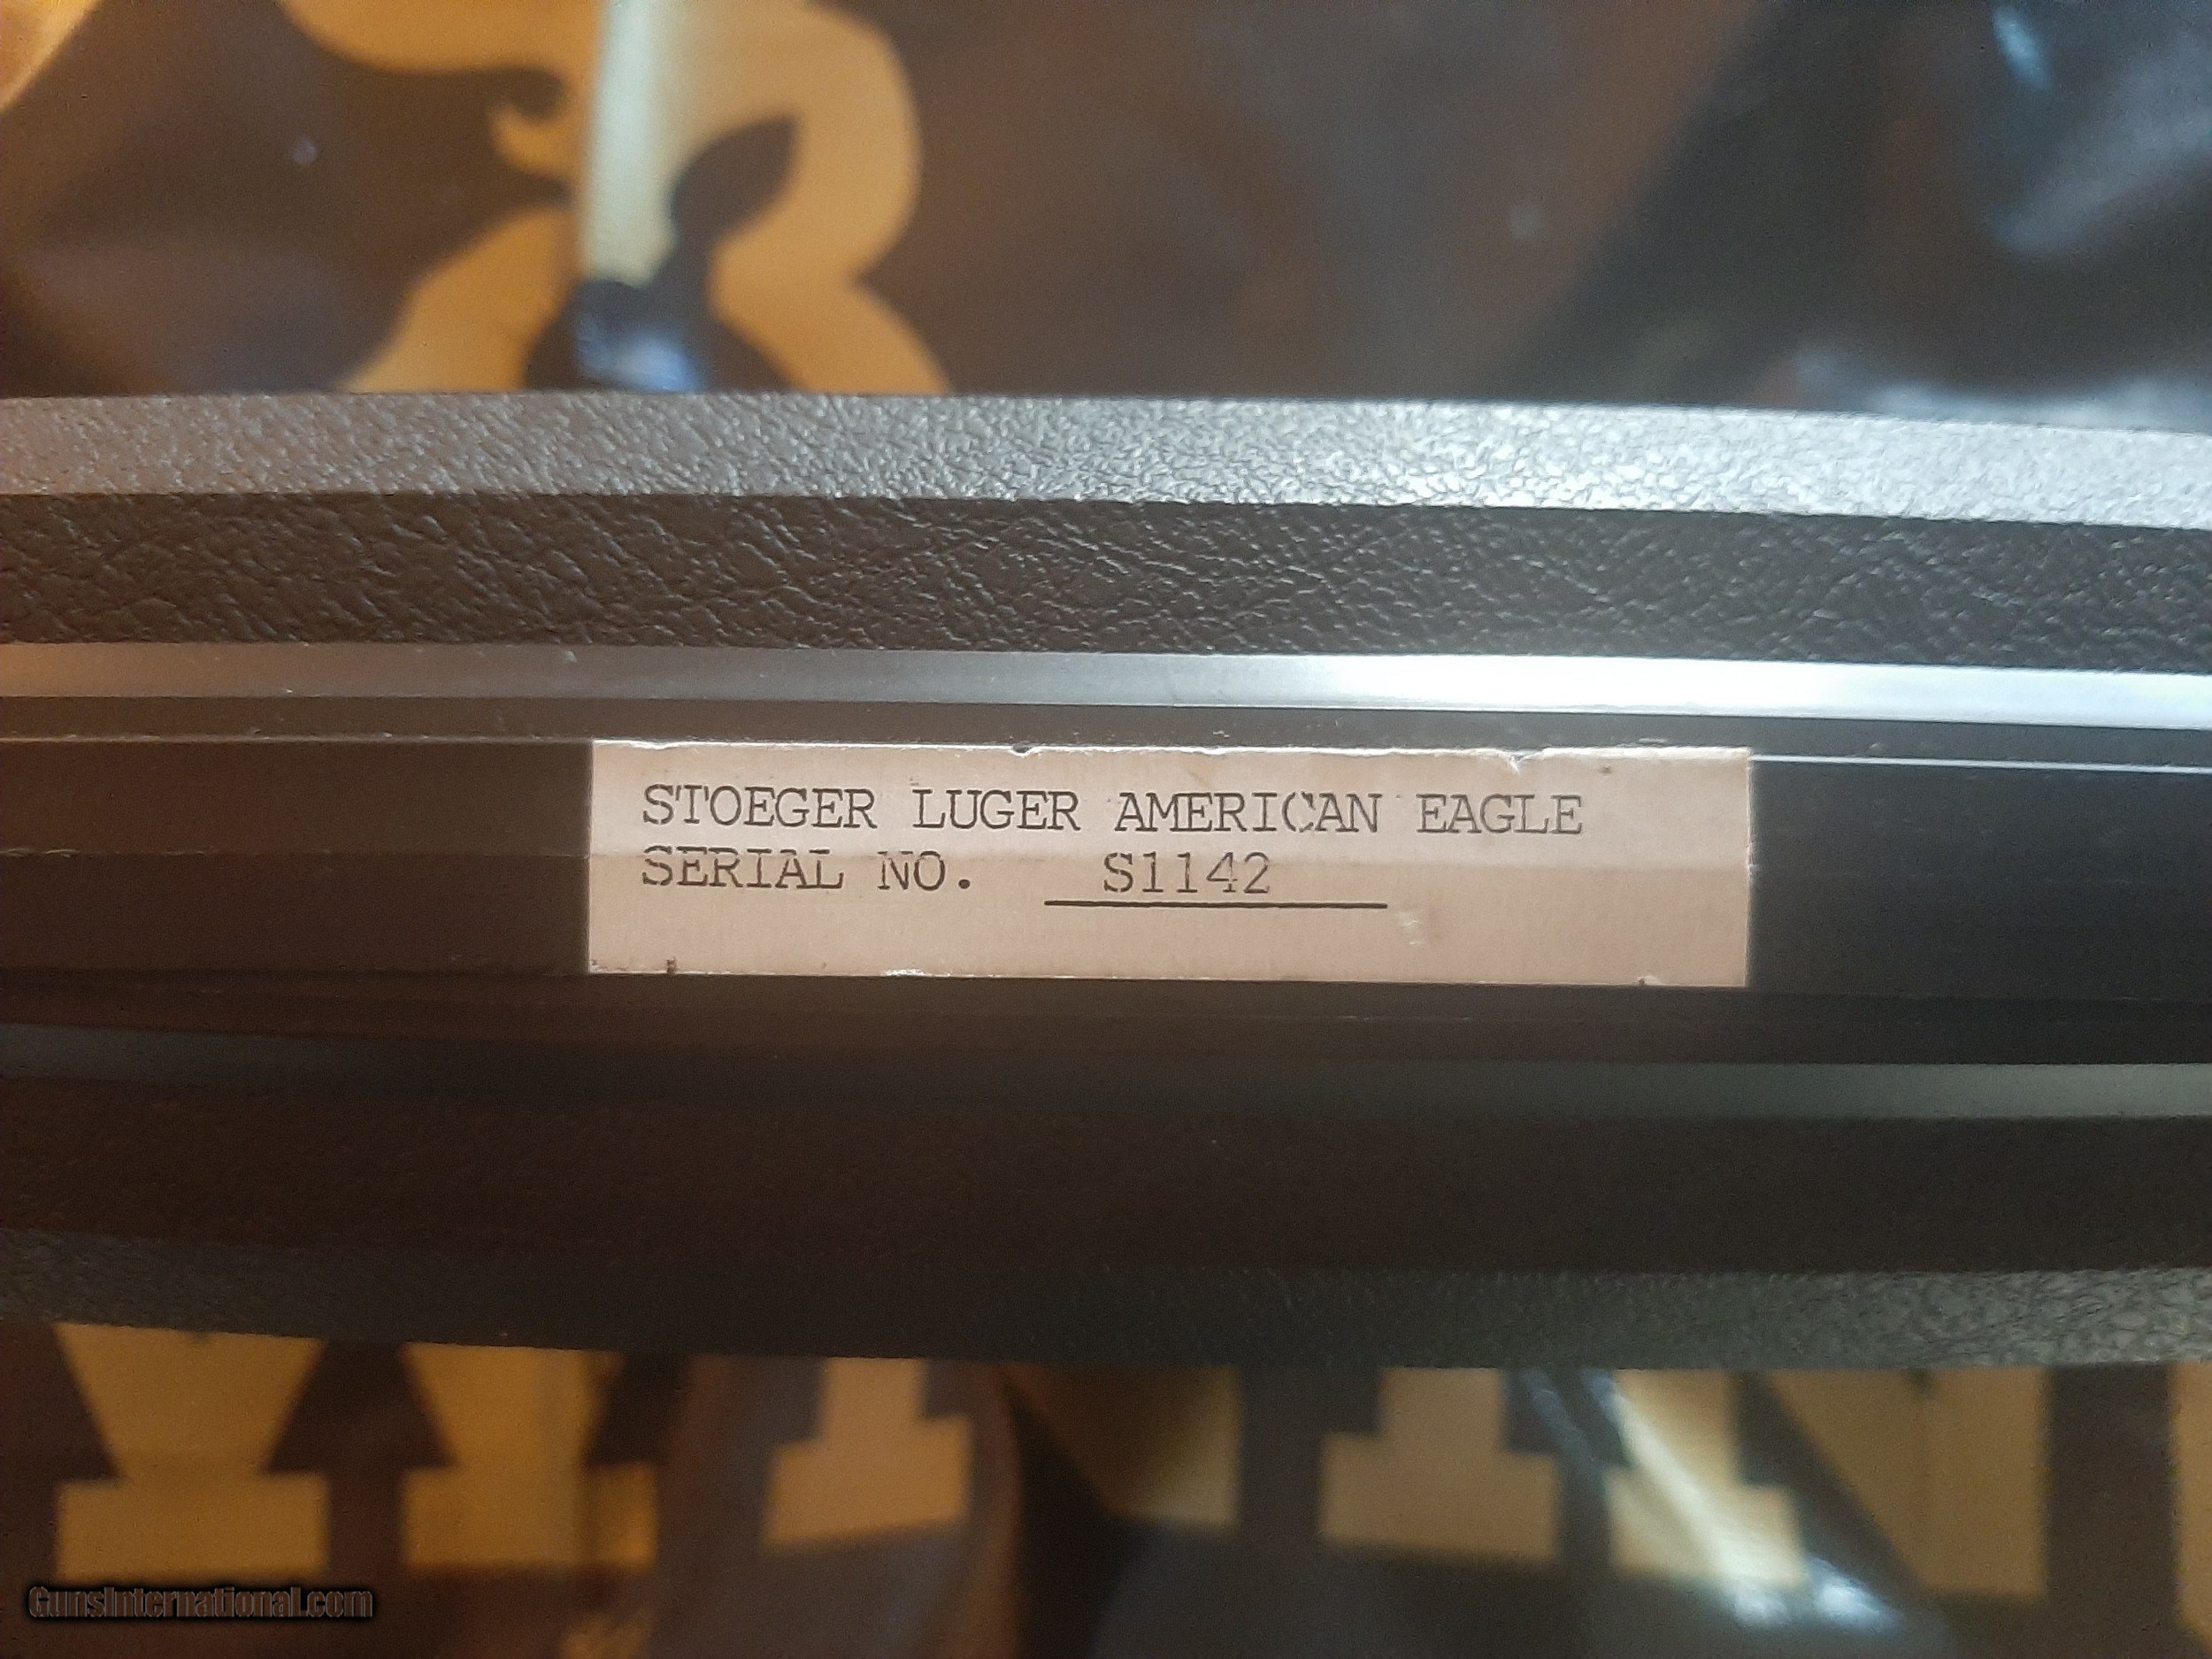 STOEGER LUGER AMERICAN EAGLE
SERIAL NO. S1142
GunsInternational.com